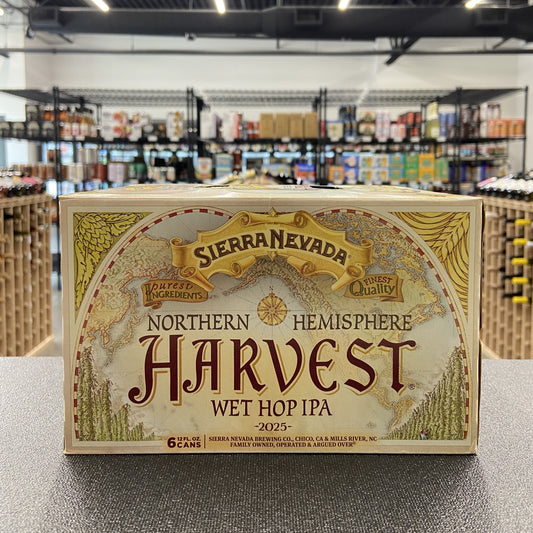 SIERRA NEVADA®
Purest INGREDIENTS
FINEST Quality
N
S
NORTHERN HEMISPHERE
HARVEST®
WET HOP IPA
-2025-
6 12 FL. OZ. CANS
SIERRA NEVADA BREWING CO., CHICO, CA & MILLS RIVER, NC
FAMILY OWNED, OPERATED & ARGUED OVER®